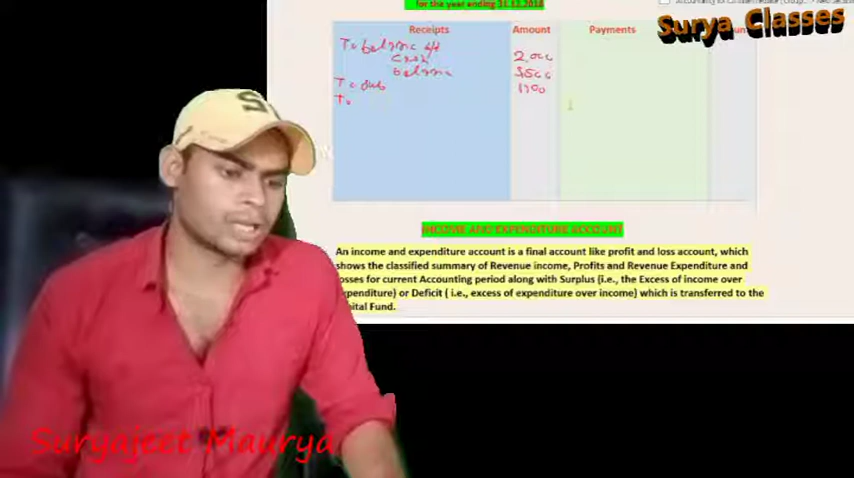 for the year ending 31.12.2018
Surya Classes
Receipts Amount Payments
To balance b/f
Cash 2000
balance 3500
To Sub 1700
To
INCOME AND EXPENDITURE ACCOUNT
An income and expenditure account is a final account like profit and loss account, which
shows the classified summary of Revenue income, Profits and Revenue Expenditure and
losses for current Accounting period along with Surplus (i.e., the Excess of income over
expenditure) or Deficit ( i.e., excess of expenditure over income) which is transferred to the
Capital Fund.
Suryajeet Maurya